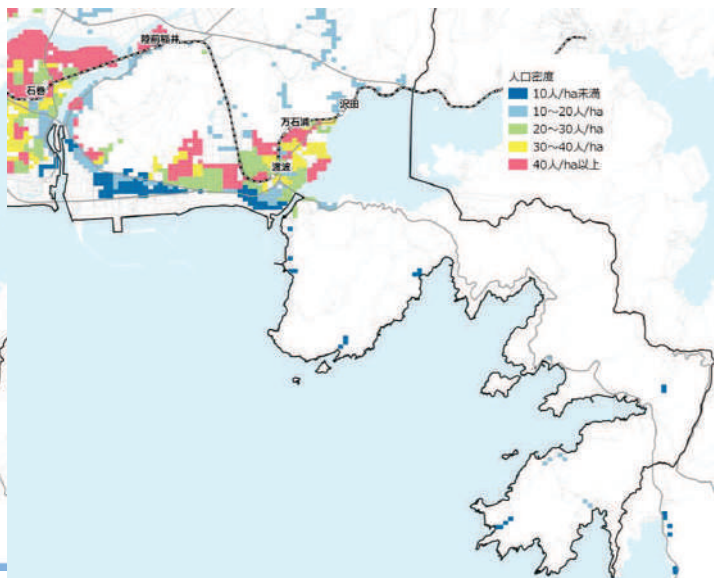 陸前稲井
石巻
沢田
万石浦
渡波
人口密度
10人/ha未満
10~20人/ha
20~30人/ha
30~40人/ha
40人/ha以上